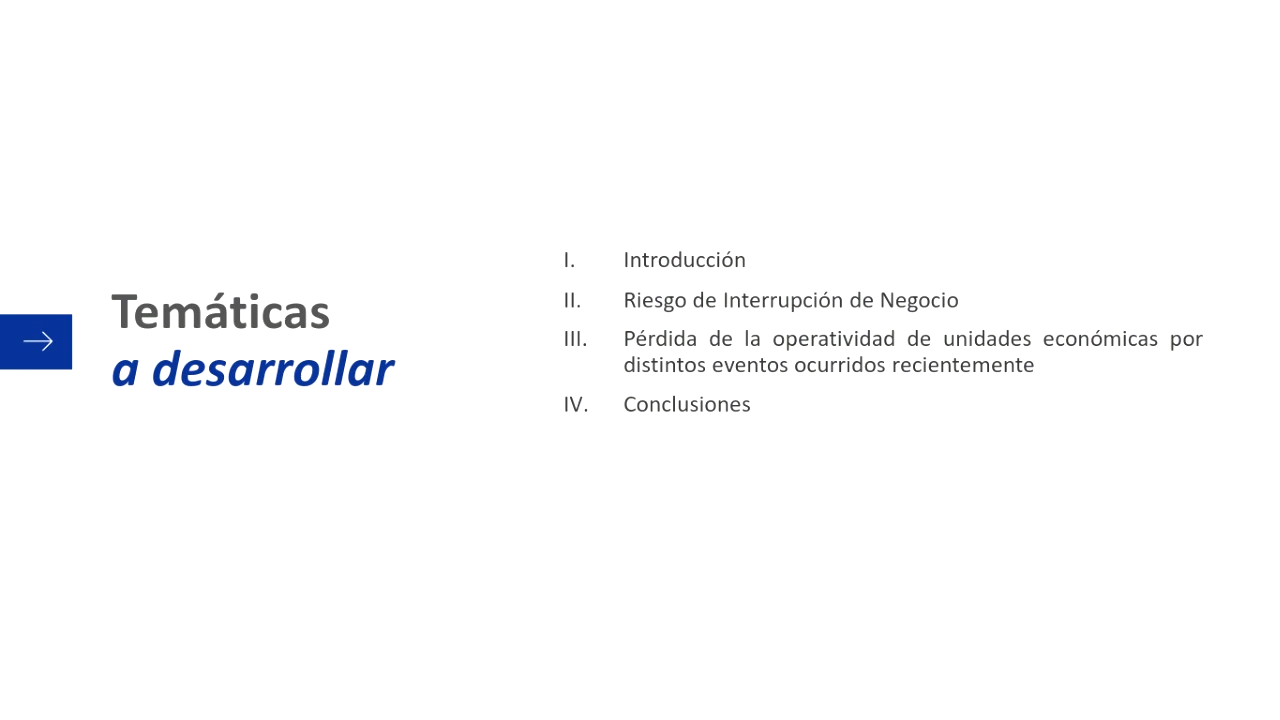 Temáticas
a desarrollar
I. Introducción
II. Riesgo de Interrupción de Negocio
III. Pérdida de la operatividad de unidades económicas por
distintos eventos ocurridos recientemente
IV. Conclusiones